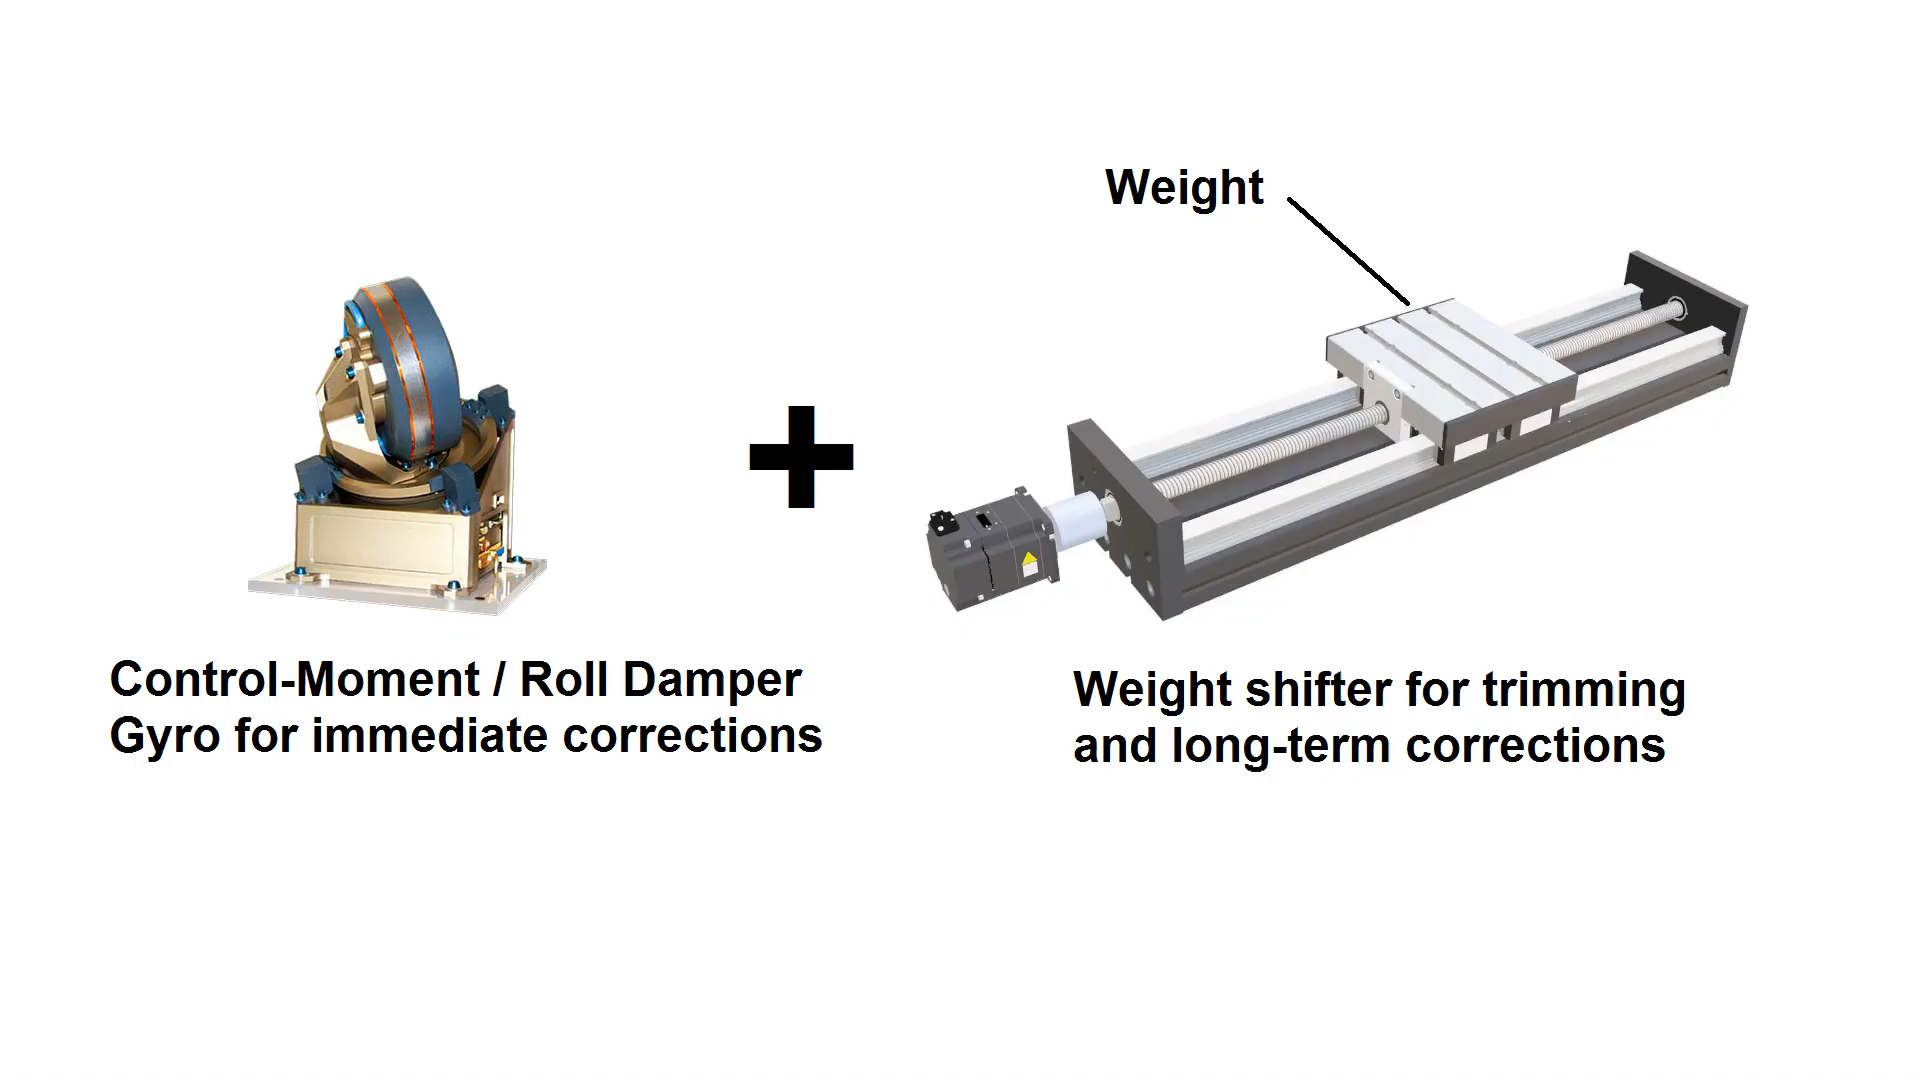 Weight
Control-Moment / Roll Damper
Gyro for immediate corrections
Weight shifter for trimming
and long-term corrections